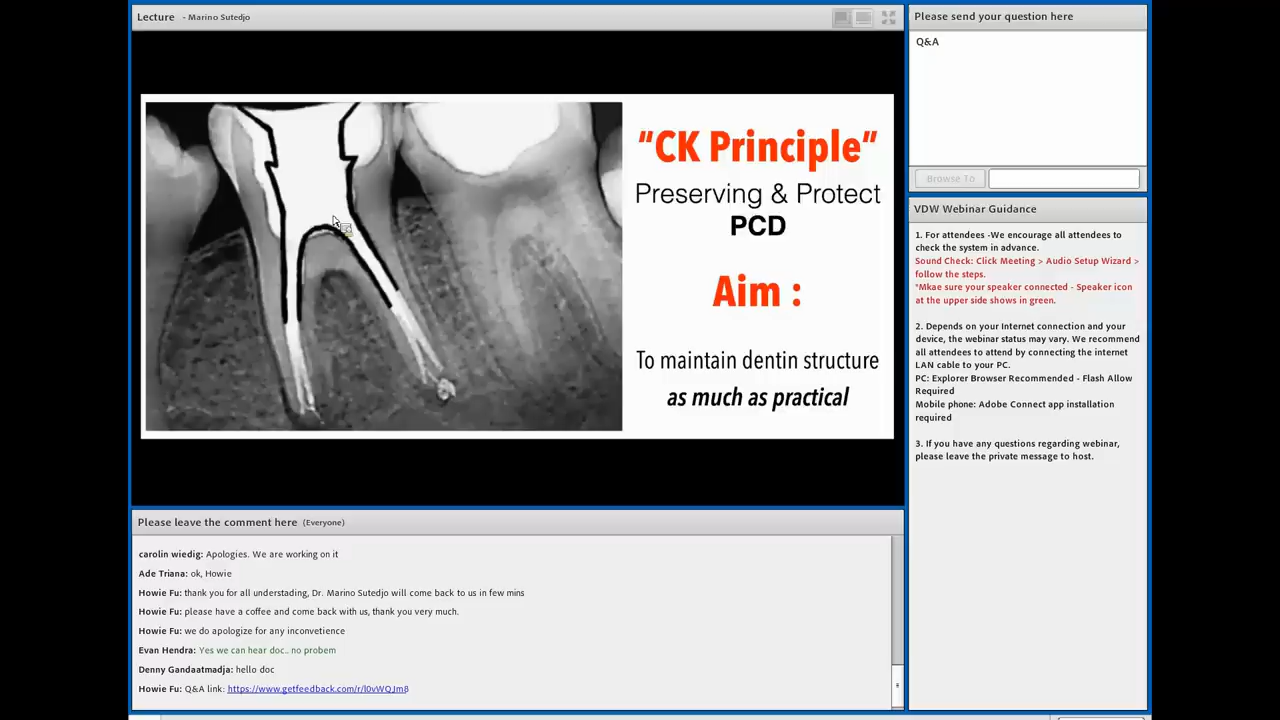 Lecture - Marino Sutedjo
“CK Principle”
Preserving & Protect
PCD
Aim :
To maintain dentin structure
as much as practical
Please leave the comment here (Everyone)
carolin wiedig: Apologies. We are working on it
Ade Triana: ok, Howie
Howie Fu: thank you for all understading, Dr. Marino Sutedjo will come back to us in few mins
Howie Fu: please have a coffee and come back with us, thank you very much.
Howie Fu: we do apologize for any inconvetience
Evan Hendra: Yes we can hear doc.. no probem
Denny Gandaatmadja: hello doc
Howie Fu: Q&A link: https://www.getfeedback.com/r/l0vWQJm8
Please send your question here
Q&A
Browse To
VDW Webinar Guidance
1. For attendees -We encourage all attendees to
check the system in advance.
Sound Check: Click Meeting > Audio Setup Wizard >
follow the steps.
*Mkae sure your speaker connected - Speaker icon
at the upper side shows in green.
2. Depends on your Internet connection and your
device, the webinar status may vary. We recommend
all attendees to attend by connecting the internet
LAN cable to your PC.
PC: Explorer Browser Recommended - Flash Allow
Required
Mobile phone: Adobe Connect app installation
required
3. If you have any questions regarding webinar,
please leave the private message to host.